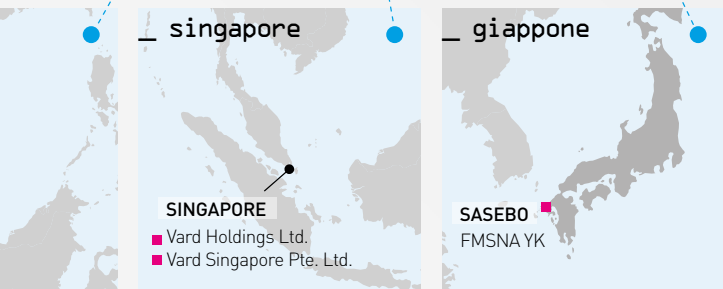 _ singapore
SINGAPORE
Vard Holdings Ltd.
Vard Singapore Pte. Ltd.
_ giappone
SASEBO
FMSNA YK